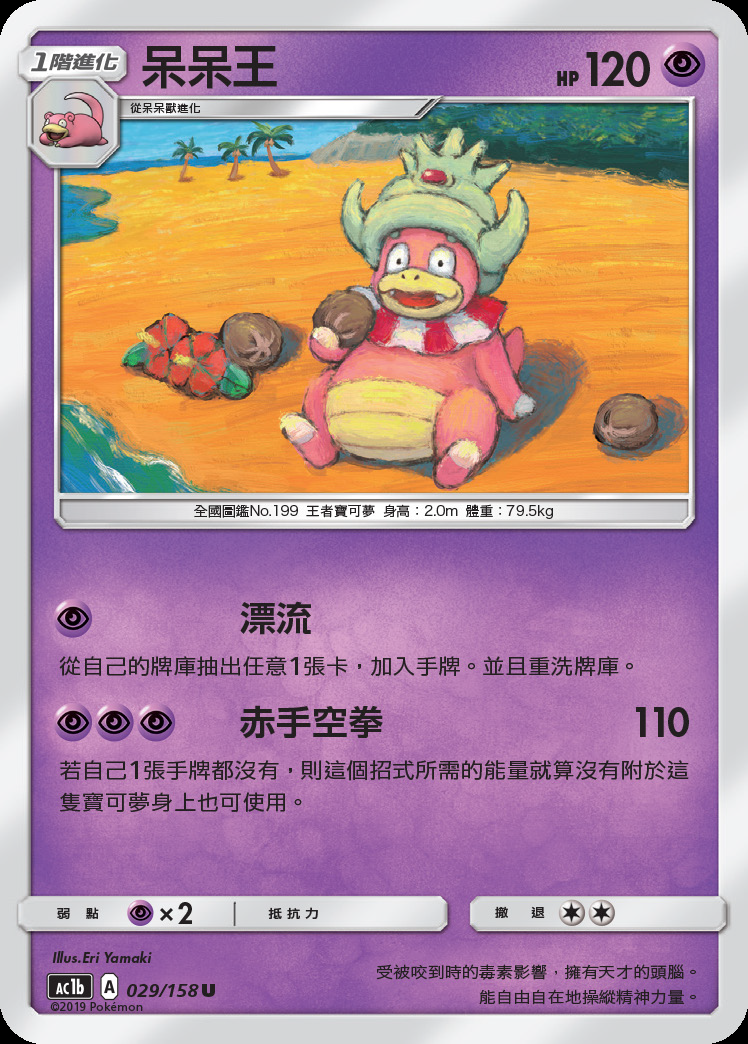 1階進化
呆呆王
HP 120
從呆呆獸進化
全國圖鑑No.199 王者寶可夢 身高：2.0m 體重：79.5kg
漂流
從自己的牌庫抽出任意1張卡，加入手牌。並且重洗牌庫。
赤手空拳 110
若自己1張手牌都沒有，則這個招式所需的能量就算沒有附於這
隻寶可夢身上也可使用。
弱點 ×2 抵抗力 撤退
Illus.Eri Yamaki
受被咬到時的毒素影響，擁有天才的頭腦。
能自由自在地操縱精神力量。
AC1b A 029/158 U
©2019 Pokémon